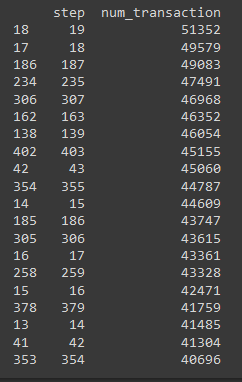 step num_transaction
18 19 51352
17 18 49579
186 187 49083
234 235 47491
306 307 46968
162 163 46352
138 139 46054
402 403 45155
42 43 45060
354 355 44787
14 15 44609
185 186 43747
305 306 43615
16 17 43361
258 259 43328
15 16 42471
378 379 41759
13 14 41485
41 42 41304
353 354 40696